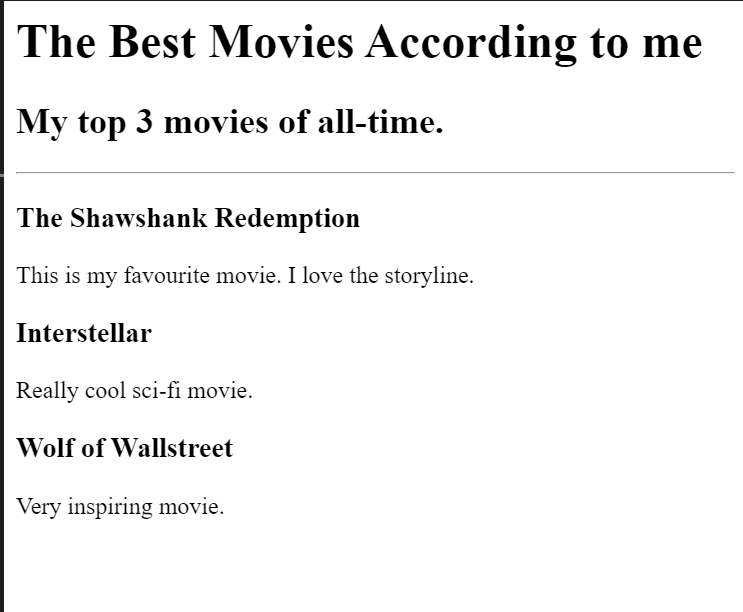 The Best Movies According to me
My top 3 movies of all-time.
The Shawshank Redemption
This is my favourite movie. I love the storyline.
Interstellar
Really cool sci-fi movie.
Wolf of Wallstreet
Very inspiring movie.